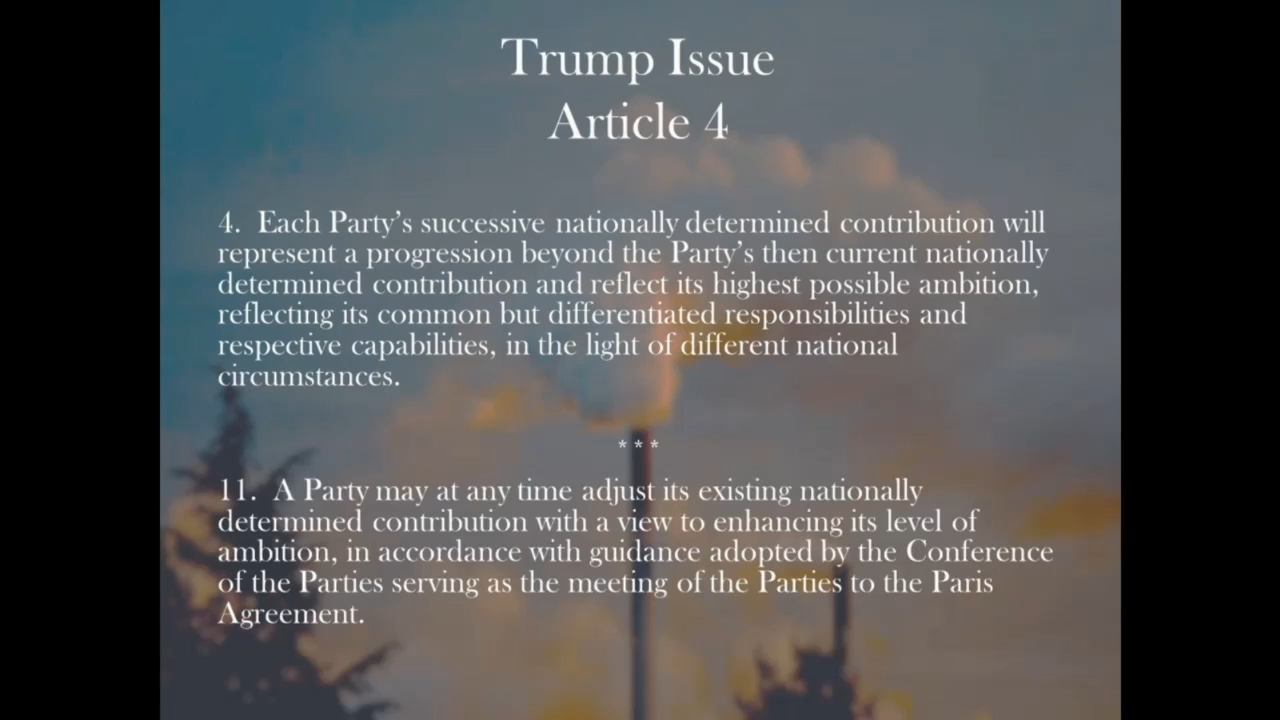 Trump Issue
Article 4
4. Each Party’s successive nationally determined contribution will
represent a progression beyond the Party’s then current nationally
determined contribution and reflect its highest possible ambition,
reflecting its common but differentiated responsibilities and
respective capabilities, in the light of different national
circumstances.
* * *
11. A Party may at any time adjust its existing nationally
determined contribution with a view to enhancing its level of
ambition, in accordance with guidance adopted by the Conference
of the Parties serving as the meeting of the Parties to the Paris
Agreement.